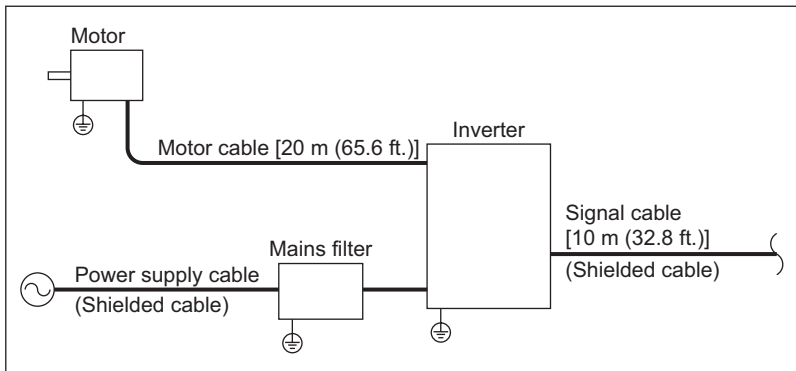 Motor
Motor cable [20 m (65.6 ft.)]
Inverter
Signal cable
[10 m (32.8 ft.)]
(Shielded cable)
Mains filter
Power supply cable
(Shielded cable)